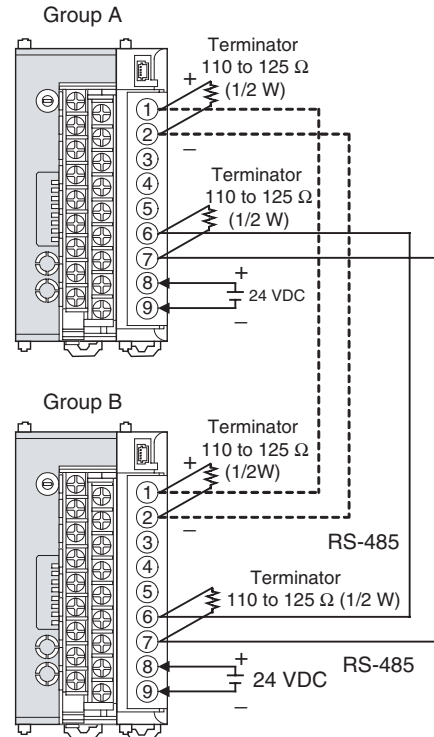 Group A
Terminator
110 to 125 Ω
(1/2 W)
+
1
2
–
3
4
Terminator
110 to 125 Ω
(1/2 W)
5
6
7
8
+
24 VDC
9
–
Group B
Terminator
110 to 125 Ω
(1/2W)
+
1
2
–
3
RS-485
4
Terminator
110 to 125 Ω (1/2 W)
5
6
7
8
+
24 VDC
RS-485
9
–